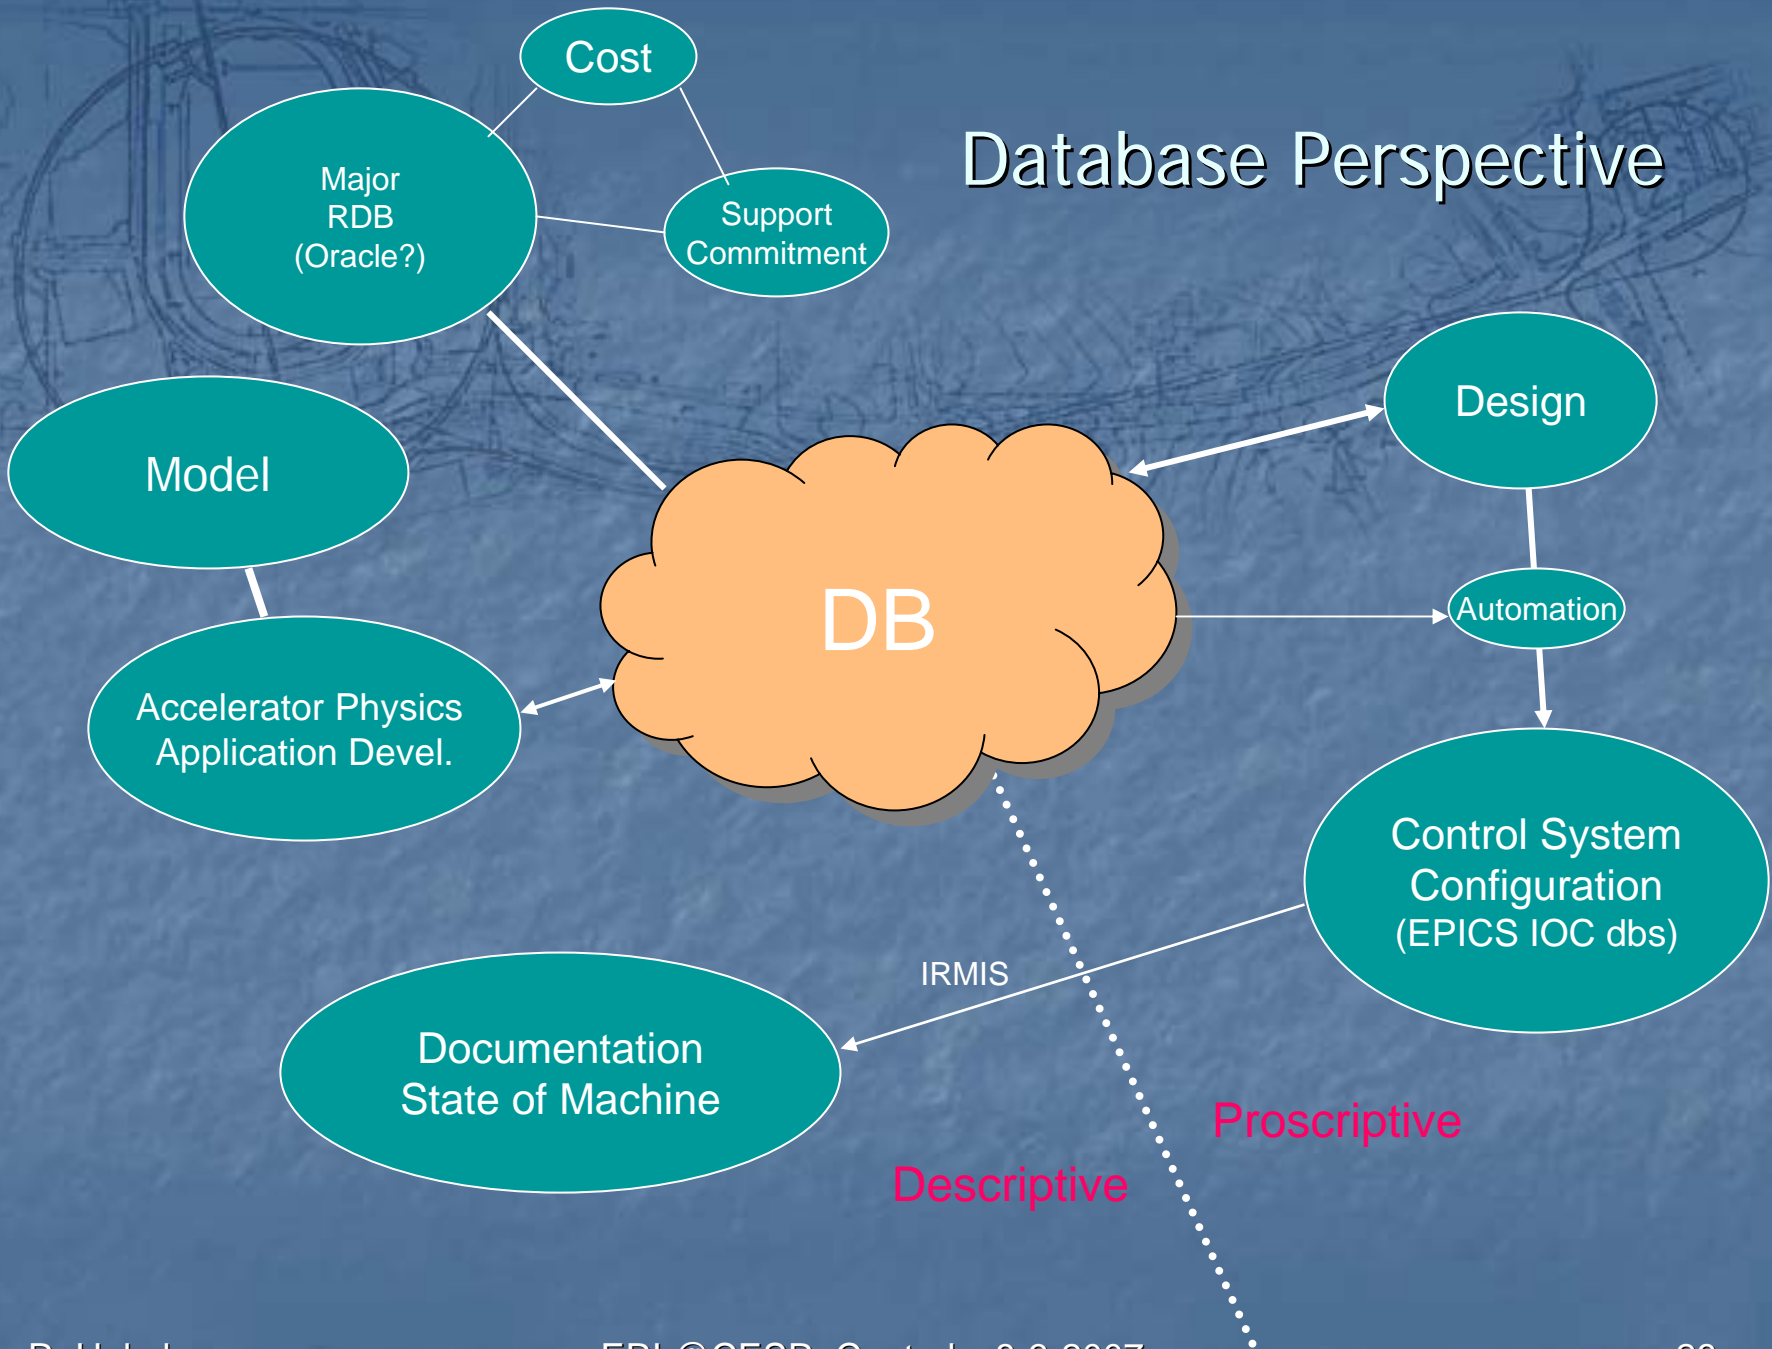 Cost
Database Perspective
Major
RDB
(Oracle?)
Support
Commitment
Design
Model
DB
Automation
Accelerator Physics
Application Devel.
Control System
Configuration
(EPICS IOC dbs)
IRMIS
Documentation
State of Machine
Proscriptive
Descriptive